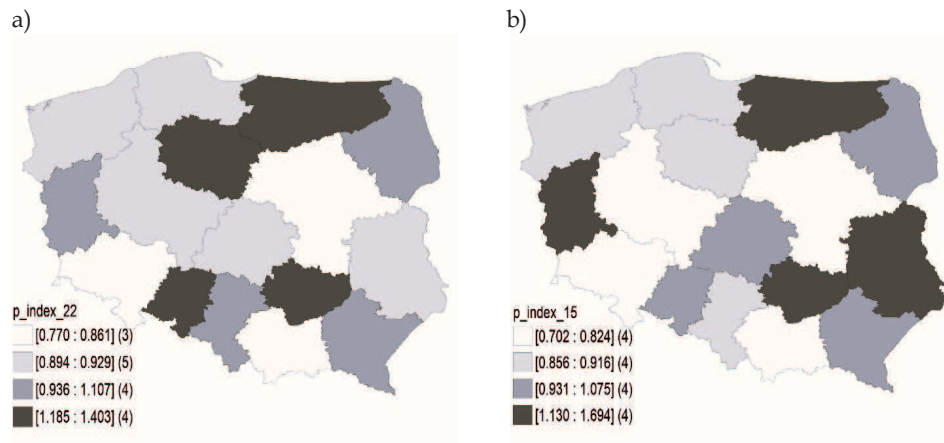 a)
p_index_22
[0.770 : 0.861] (3)
[0.894 : 0.929] (5)
[0.936 : 1.107] (4)
[1.185 : 1.403] (4)
b)
p_index_15
[0.702 : 0.824] (4)
[0.856 : 0.916] (4)
[0.931 : 1.075] (4)
[1.130 : 1.694] (4)